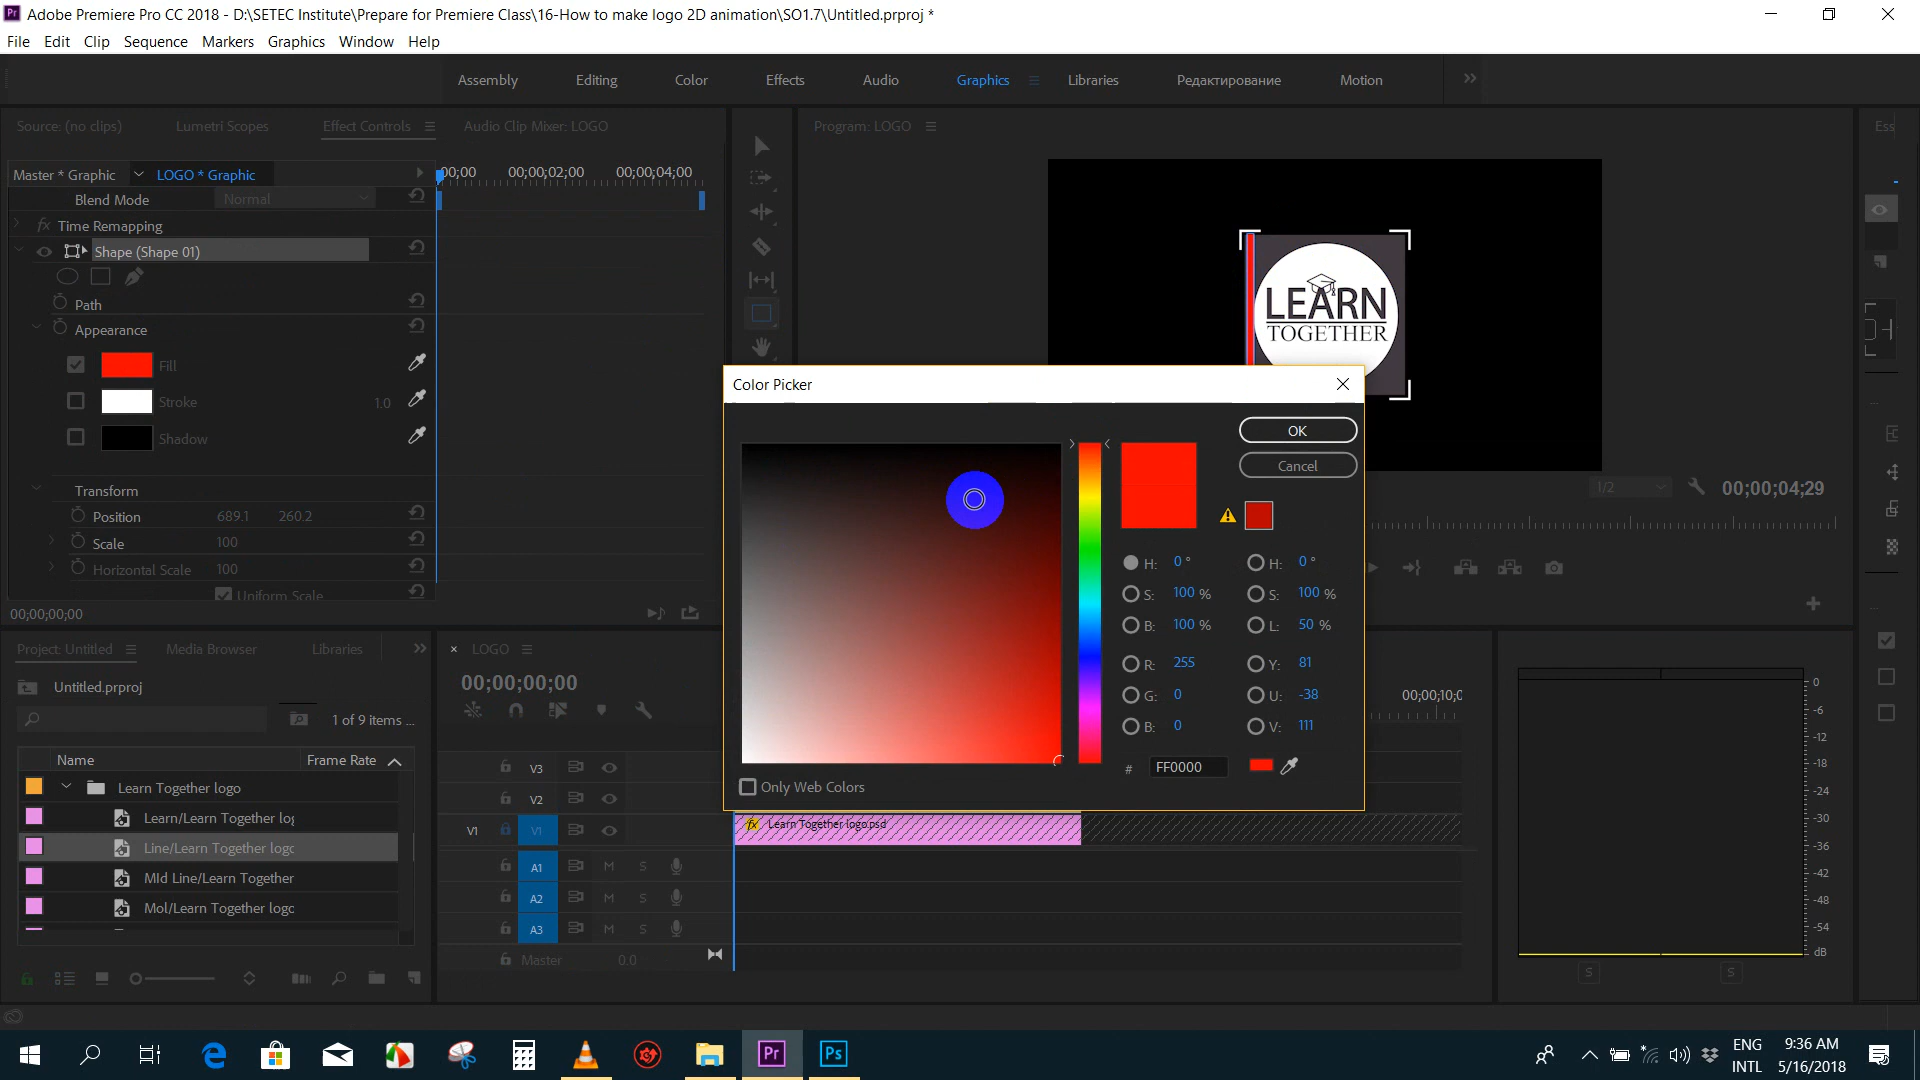 Adobe Premiere Pro CC 2018 - D:\SETEC Institute\Prepare for Premiere Class\16-How to make logo 2D animation\SO1.7\Untitled.prproj *
File Edit Clip Sequence Markers Graphics Window Help
Assembly Editing Color Effects Audio Graphics Libraries Редактирование Motion
Source: (no clips) Lumetri Scopes Effect Controls Audio Clip Mixer: LOGO Program: LOGO Ess
Master * Graphic LOGO * Graphic 00;00 00;00;02;00 00;00;04;00
Blend Mode Normal
fx Time Remapping
Shape (Shape 01)
Path
Appearance
Fill
Stroke 1.0
Shadow
Transform
Position 689.1 260.2
Scale 100
Horizontal Scale 100
Uniform Scale
00;00;00;00
LEARN
TOGETHER
1/2 00;00;04;29
Color Picker
OK
Cancel
H: 0 ° H: 0 °
S: 100 % S: 100 %
B: 100 % L: 50 %
R: 255 Y: 81
G: 0 U: -38
B: 0 V: 111
# FF0000
Only Web Colors
Project: Untitled Media Browser Libraries
Untitled.prproj
1 of 9 items ...
Name Frame Rate
Learn Together logo
Learn/Learn Together log
Line/Learn Together logo
MId Line/Learn Together
Mol/Learn Together logo
× LOGO
00;00;00;00
00;00;10;0
V3
V2
V1 V1 fx Learn Together logo.psd
A1 M S
A2 M S
A3 M S
Master 0.0
0
-6
-12
-18
-24
-30
-36
-42
-48
-54
dB
S S
Pr Ps
ENG
INTL
9:36 AM
5/16/2018